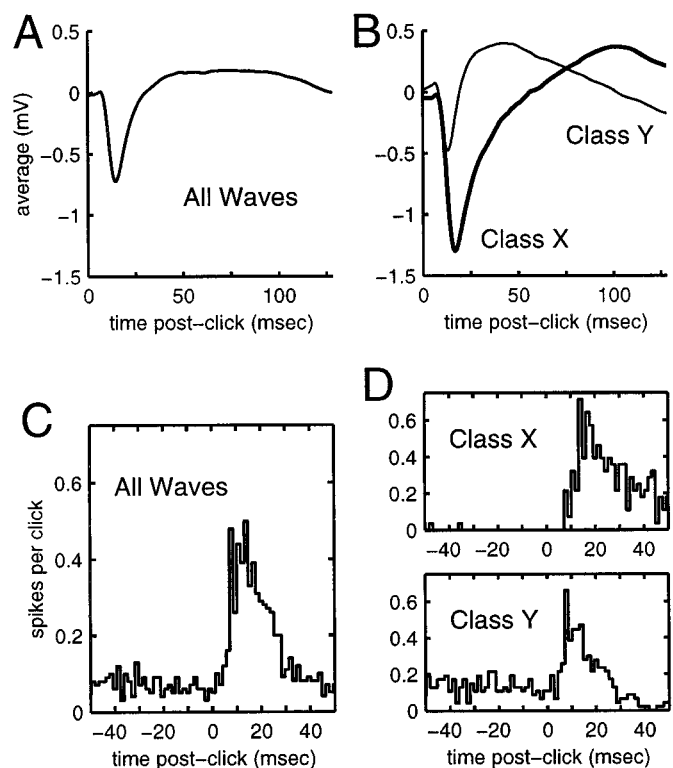 A
0.5
0
−0.5
−1
−1.5
average (mV)
All Waves
0 50 100
time post−click (msec)
B
0.5
0
−0.5
−1
−1.5
Class Y
Class X
0 50 100
time post−click (msec)
C
0.6
0.4
0.2
0
spikes per click
All Waves
−40 −20 0 20 40
time post−click (msec)
D
0.6
0.4
0.2
0
Class X
−40 −20 0 20 40
0.6
0.4
0.2
0
Class Y
−40 −20 0 20 40
time post−click (msec)